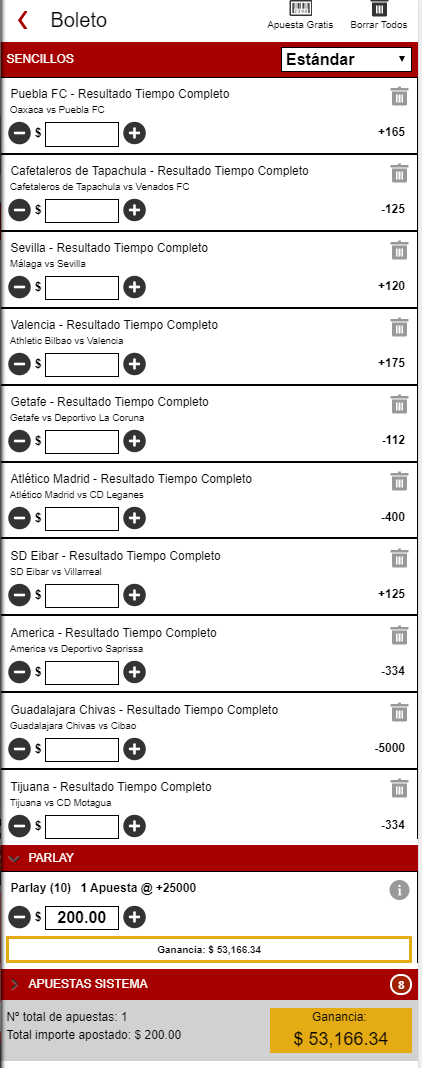 Boleto
Apuesta Gratis
Borrar Todos
SENCILLOS
Estándar
Puebla FC - Resultado Tiempo Completo
Oaxaca vs Puebla FC
$
+165
Cafetaleros de Tapachula - Resultado Tiempo Completo
Cafetaleros de Tapachula vs Venados FC
$
-125
Sevilla - Resultado Tiempo Completo
Málaga vs Sevilla
$
+120
Valencia - Resultado Tiempo Completo
Athletic Bilbao vs Valencia
$
+175
Getafe - Resultado Tiempo Completo
Getafe vs Deportivo La Coruna
$
-112
Atlético Madrid - Resultado Tiempo Completo
Atlético Madrid vs CD Leganes
$
-400
SD Eibar - Resultado Tiempo Completo
SD Eibar vs Villarreal
$
+125
America - Resultado Tiempo Completo
America vs Deportivo Saprissa
$
-334
Guadalajara Chivas - Resultado Tiempo Completo
Guadalajara Chivas vs Cibao
$
-5000
Tijuana - Resultado Tiempo Completo
Tijuana vs CD Motagua
$
-334
PARLAY
Parlay (10) 1 Apuesta @ +25000
$ 200.00
Ganancia: $ 53,166.34
APUESTAS SISTEMA 8
Nº total de apuestas: 1
Total importe apostado: $ 200.00
Ganancia:
$ 53,166.34